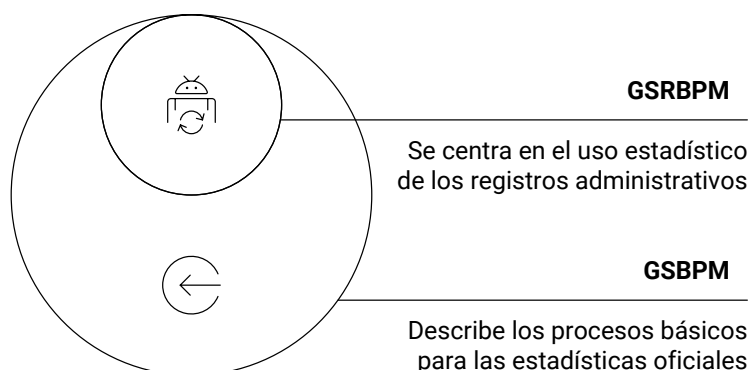 GSRBPM
Se centra en el uso estadístico
de los registros administrativos
GSBPM
Describe los procesos básicos
para las estadísticas oficiales